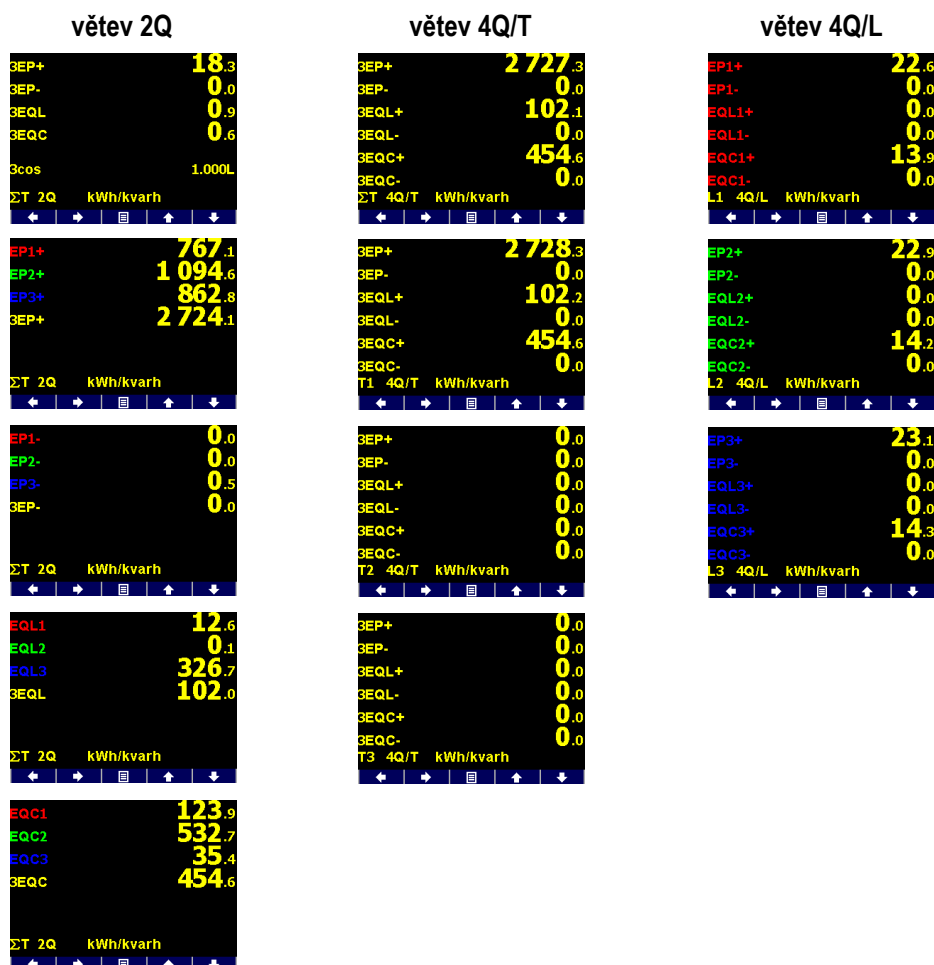 větev 2Q
3EP+ 18.3
3EP- 0.0
3EQL 0.9
3EQC 0.6
3cos 1.000L
ΣT 2Q kWh/kvarh
EP1+ 767.1
EP2+ 1 094.6
EP3+ 862.8
3EP+ 2 724.1
ΣT 2Q kWh/kvarh
EP1- 0.0
EP2- 0.0
EP3- 0.5
3EP- 0.0
ΣT 2Q kWh/kvarh
EQL1 12.6
EQL2 0.1
EQL3 326.7
3EQL 102.0
ΣT 2Q kWh/kvarh
EQC1 123.9
EQC2 532.7
EQC3 35.4
3EQC 454.6
ΣT 2Q kWh/kvarh
větev 4Q/T
3EP+ 2 727.3
3EP- 0.0
3EQL+ 102.1
3EQL- 0.0
3EQC+ 454.6
3EQC- 0.0
ΣT 4Q/T kWh/kvarh
3EP+ 2 728.3
3EP- 0.0
3EQL+ 102.2
3EQL- 0.0
3EQC+ 454.6
3EQC- 0.0
T1 4Q/T kWh/kvarh
3EP+ 0.0
3EP- 0.0
3EQL+ 0.0
3EQL- 0.0
3EQC+ 0.0
3EQC- 0.0
T2 4Q/T kWh/kvarh
3EP+ 0.0
3EP- 0.0
3EQL+ 0.0
3EQL- 0.0
3EQC+ 0.0
3EQC- 0.0
T3 4Q/T kWh/kvarh
větev 4Q/L
EP1+ 22.6
EP1- 0.0
EQL1+ 0.0
EQL1- 0.0
EQC1+ 13.9
EQC1- 0.0
L1 4Q/L kWh/kvarh
EP2+ 22.9
EP2- 0.0
EQL2+ 0.0
EQL2- 0.0
EQC2+ 14.2
EQC2- 0.0
L2 4Q/L kWh/kvarh
EP3+ 23.1
EP3- 0.0
EQL3+ 0.0
EQL3- 0.0
EQC3+ 14.3
EQC3- 0.0
L3 4Q/L kWh/kvarh